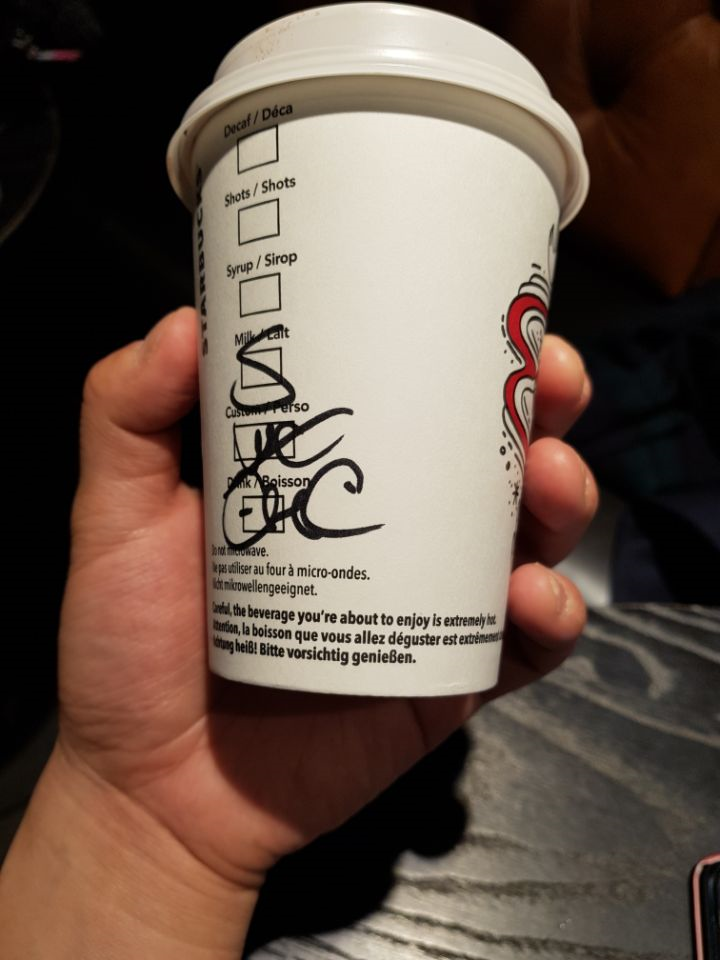 STARBUCKS
Decaf / Déca
Shots / Shots
Syrup / Sirop
Milk / Lait
S
Custom / Perso
Drink / Boisson
Do not microwave.
Ne pas utiliser au four à micro-ondes.
Nicht mikrowellengeeignet.
Careful, the beverage you're about to enjoy is extremely hot.
Attention, la boisson que vous allez déguster est extrêmement
Achtung heiß! Bitte vorsichtig genießen.